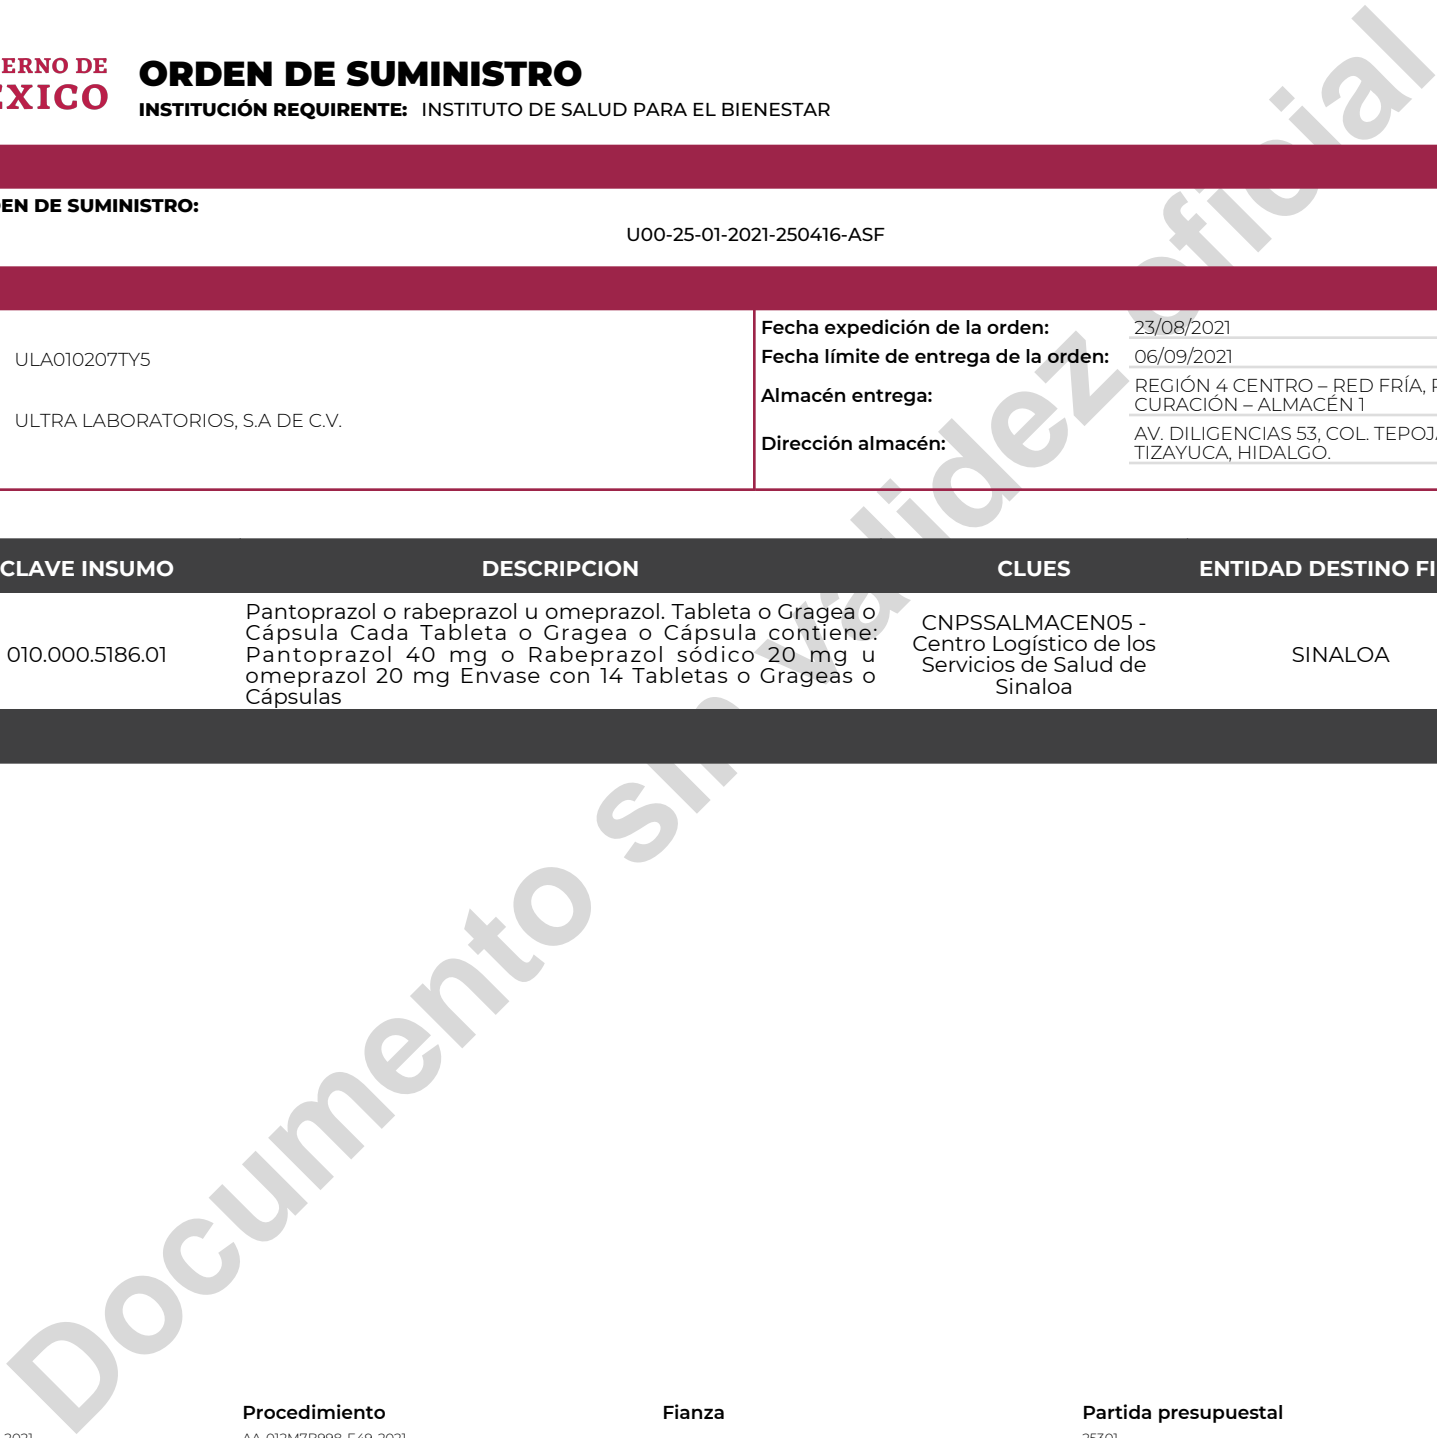 ERNO DE
ORDEN DE SUMINISTRO
INSTITUCIÓN REQUIRENTE: INSTITUTO DE SALUD PARA EL BIENESTAR
EN DE SUMINISTRO:
U00-25-01-2021-250416-ASF
ULA010207TY5
ULTRA LABORATORIOS, S.A DE C.V.
Fecha expedición de la orden: 23/08/2021
Fecha límite de entrega de la orden: 06/09/2021
Almacén entrega: REGIÓN 4 CENTRO – RED FRÍA,
CURACIÓN – ALMACÉN 1
Dirección almacén: AV. DILIGENCIAS 53, COL. TEPOJ
TIZAYUCA, HIDALGO.
CLAVE INSUMO DESCRIPCION CLUES ENTIDAD DESTINO FI
010.000.5186.01
Pantoprazol o rabeprazol u omeprazol. Tableta o Gragea o
Cápsula Cada Tableta o Gragea o Cápsula contiene:
Pantoprazol 40 mg o Rabeprazol sódico 20 mg u
omeprazol 20 mg Envase con 14 Tabletas o Grageas o
Cápsulas
CNPSSALMACEN05 -
Centro Logístico de los
Servicios de Salud de
Sinaloa
SINALOA
Documento sin validez oficial
Procedimiento Fianza Partida presupuestal